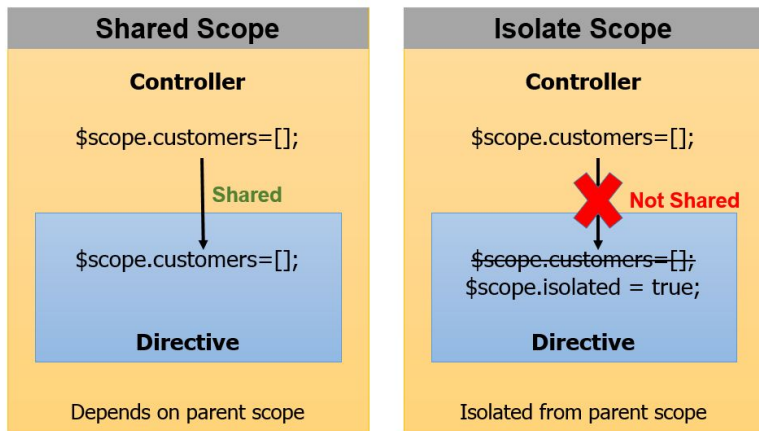 Shared Scope
Controller
$scope.customers=[];
Shared
$scope.customers=[];
Directive
Depends on parent scope
Isolate Scope
Controller
$scope.customers=[];
Not Shared
$scope.customers=[];
$scope.isolated = true;
Directive
Isolated from parent scope